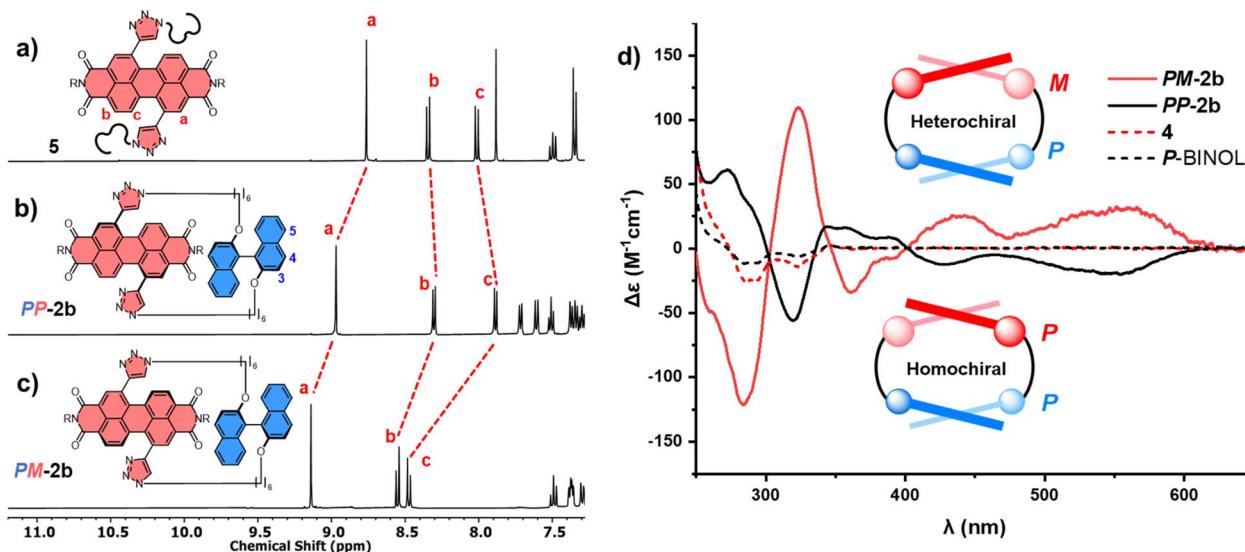 a)
N N
N
a
O O
RN NR
O O
b c a
N
N N
5
a
b
c
b)
N N N
I6
O O
RN NR
O O
O
5
4
3
O
N
N N
I6
PP-2b
a
b
c
c)
N N N
I6
O O
RN NR
O O
O
O
N
N N
I6
PM-2b
a
b
c
11.0 10.5 10.0 9.5 9.0 8.5 8.0 7.5
Chemical Shift (ppm)
d)
Δε (M-1 cm-1)
150
100
50
0
-50
-100
-150
300 400 500 600
λ (nm)
M
Heterochiral
P
PM-2b
PP-2b
4
P-BINOL
P
Homochiral
P